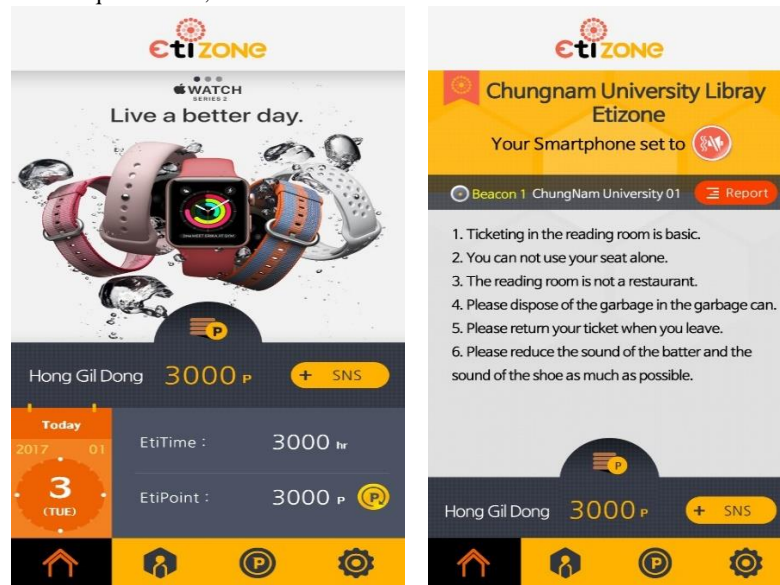 EtiZONE
WATCH
SERIES 2
Live a better day.
P
Hong Gil Dong 3000 P + SNS
Today
2017 01
3
(TUE)
EtiTime : 3000 hr
EtiPoint : 3000 P P
P
EtiZONE
Chungnam University Libray
Etizone
Your Smartphone set to
Beacon 1 ChungNam University 01 Report
1. Ticketing in the reading room is basic.
2. You can not use your seat alone.
3. The reading room is not a restaurant.
4. Please dispose of the garbage in the garbage can.
5. Please return your ticket when you leave.
6. Please reduce the sound of the batter and the
sound of the shoe as much as possible.
P
Hong Gil Dong 3000 P + SNS
P